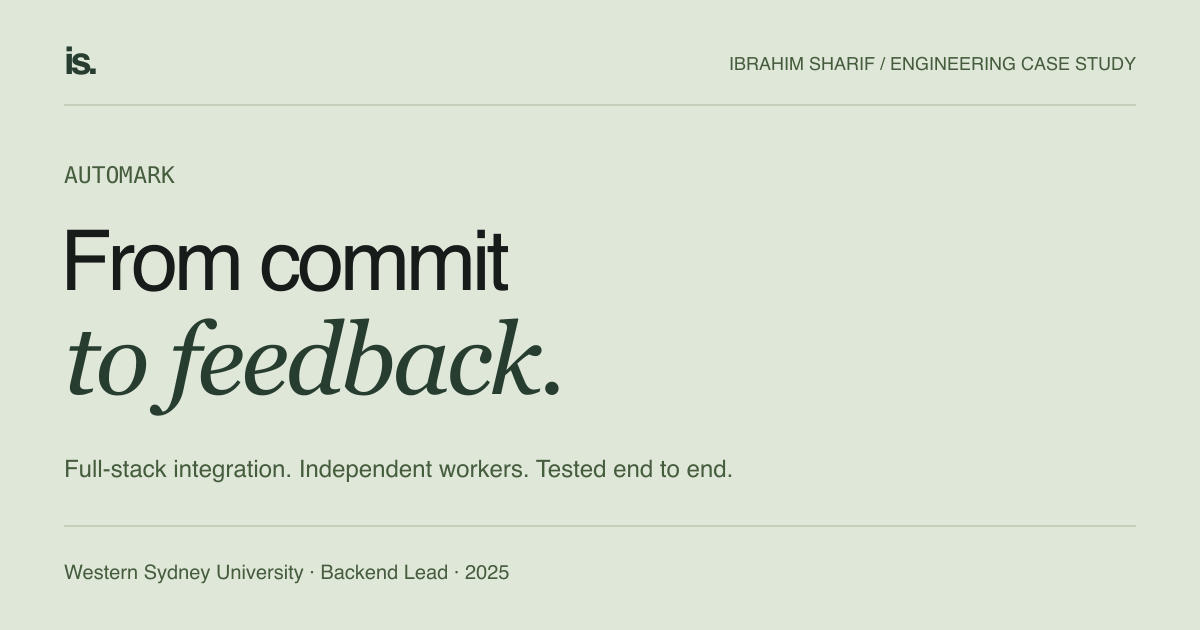 is.
IBRAHIM SHARIF / ENGINEERING CASE STUDY
AUTOMARK
From commit
to feedback.
Full-stack integration. Independent workers. Tested end to end.
Western Sydney University · Backend Lead · 2025